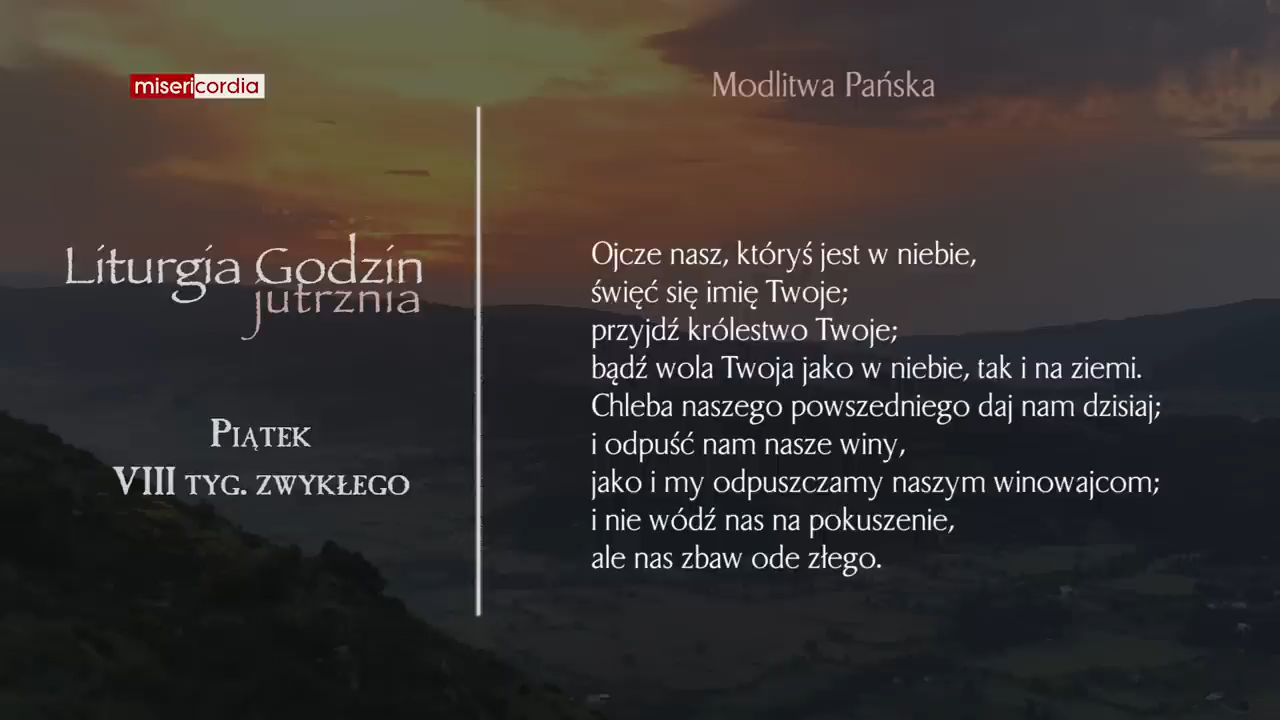 misericordia
Liturgia Godzin
jutrznia
Piątek
VIII tyg. zwykłego
Modlitwa Pańska
Ojcze nasz, któryś jest w niebie,
święć się imię Twoje;
przyjdź królestwo Twoje;
bądź wola Twoja jako w niebie, tak i na ziemi.
Chleba naszego powszedniego daj nam dzisiaj;
i odpuść nam nasze winy,
jako i my odpuszczamy naszym winowajcom;
i nie wódź nas na pokuszenie,
ale nas zbaw ode złego.